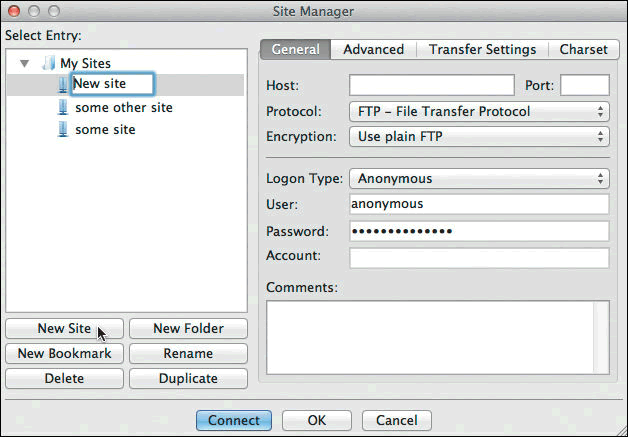 Site Manager
Select Entry:
My Sites
New site
some other site
some site
New Site
New Folder
New Bookmark
Rename
Delete
Duplicate
General
Advanced
Transfer Settings
Charset
Host:
Port:
Protocol:
FTP – File Transfer Protocol
Encryption:
Use plain FTP
Logon Type:
Anonymous
User:
anonymous
Password:
••••••••••••••
Account:
Comments:
Connect
OK
Cancel